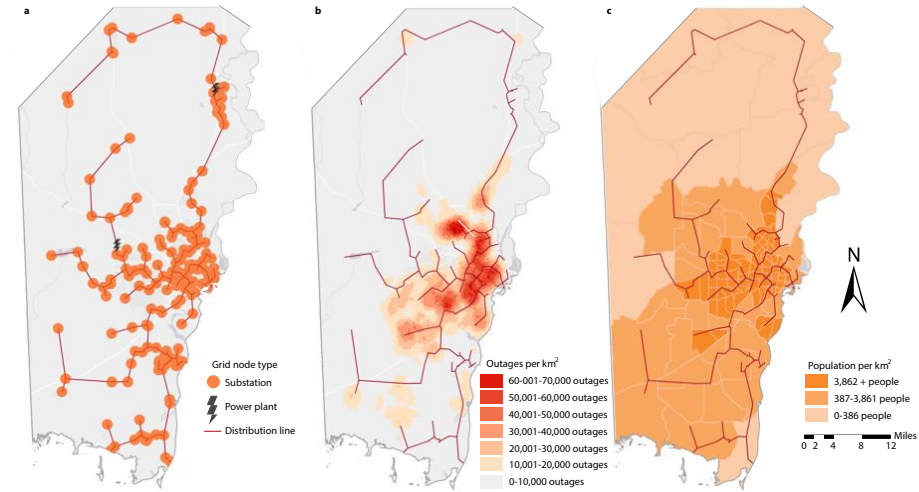 a
Grid node type
Substation
Power plant
Distribution line
b
Outages per km²
60-001-70,000 outages
50,001-60,000 outages
40,001-50,000 outages
30,001-40,000 outages
20,001-30,000 outages
10,001-20,000 outages
0-10,000 outages
c
N
Population per km²
3,862 + people
387-3,861 people
0-386 people
Miles
0 2 4 8 12